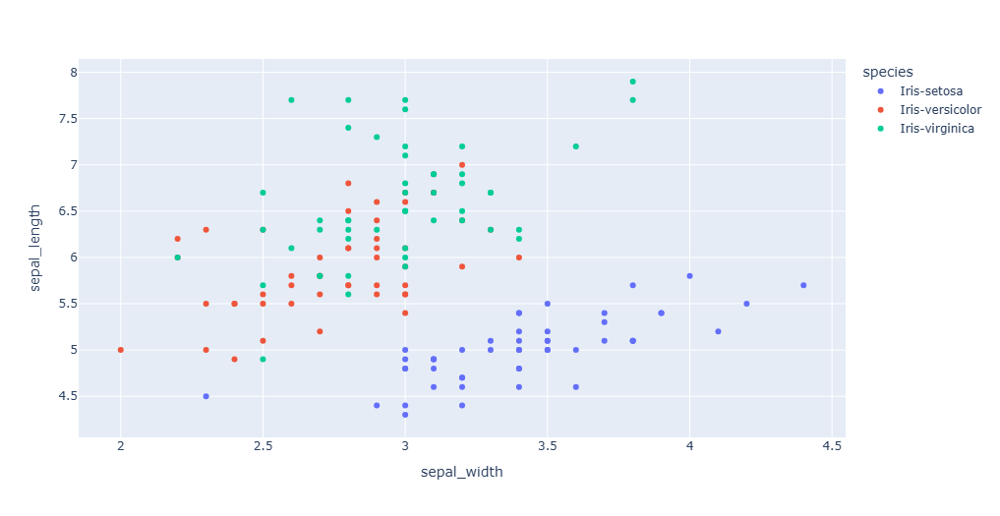 species
Iris-setosa
Iris-versicolor
Iris-virginica
8
7.5
7
6.5
6
5.5
5
4.5
sepal_length
2
2.5
3
3.5
4
4.5
sepal_width